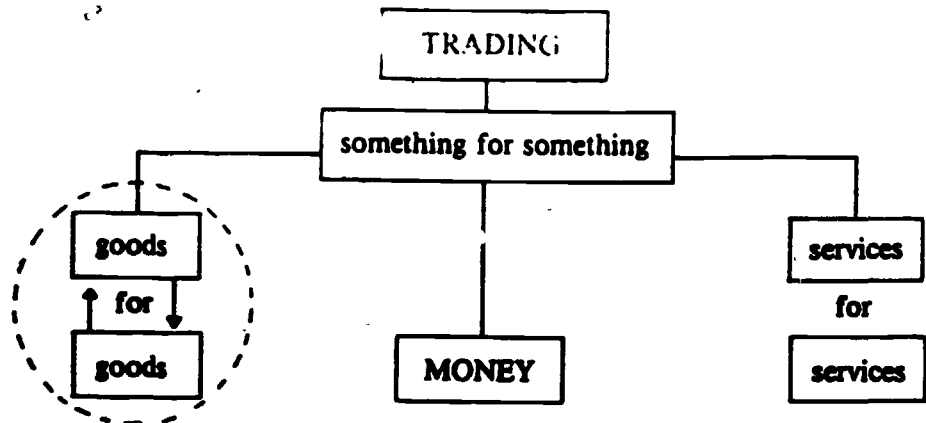 TRADING
something for something
goods
for
goods
MONEY
services
for
services